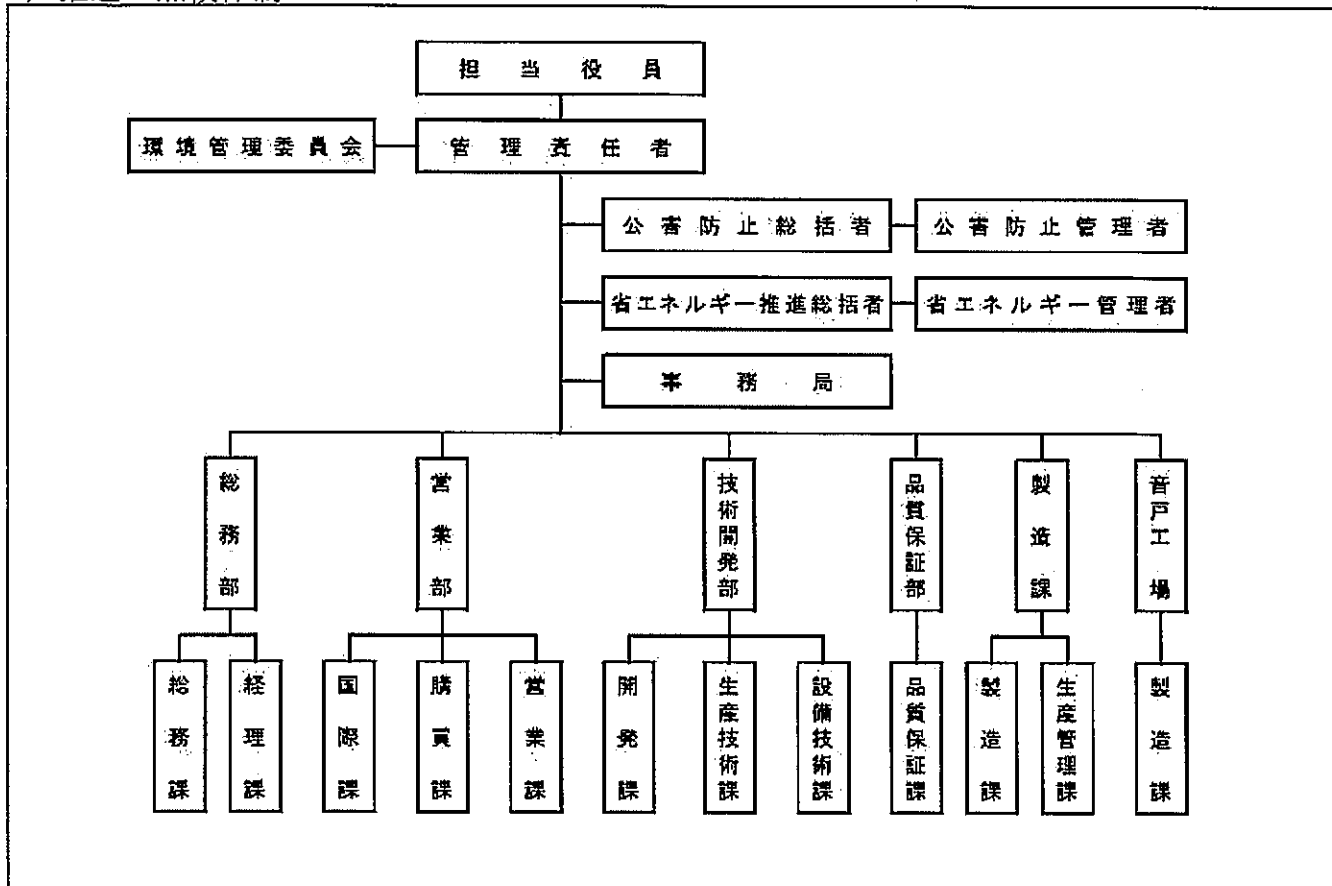 担当役員
環境管理委員会
管理責任者
公害防止総括者
公害防止管理者
省エネルギー推進総括者
省エネルギー管理者
事務局
総務部
営業部
技術開発部
品質保証部
製造課
音戸工場
総務課
経理課
国際課
購買課
営業課
開発課
生産技術課
設備技術課
品質保証課
製造課
生産管理課
製造課